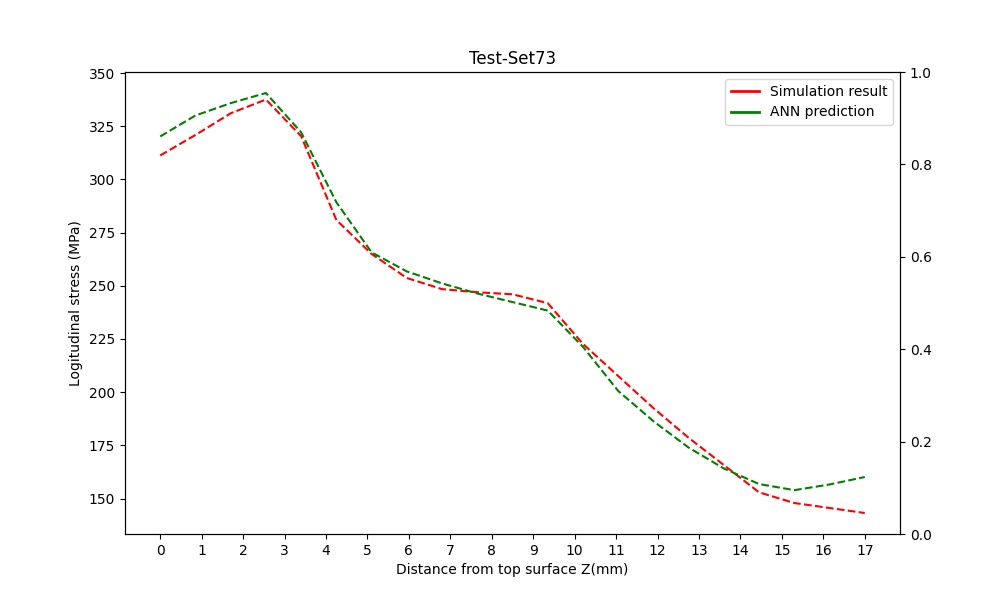 Test-Set73
Simulation result
ANN prediction
Logitudinal stress (MPa)
350
325
300
275
250
225
200
175
150
1.0
0.8
0.6
0.4
0.2
0.0
0 1 2 3 4 5 6 7 8 9 10 11 12 13 14 15 16 17
Distance from top surface Z(mm)